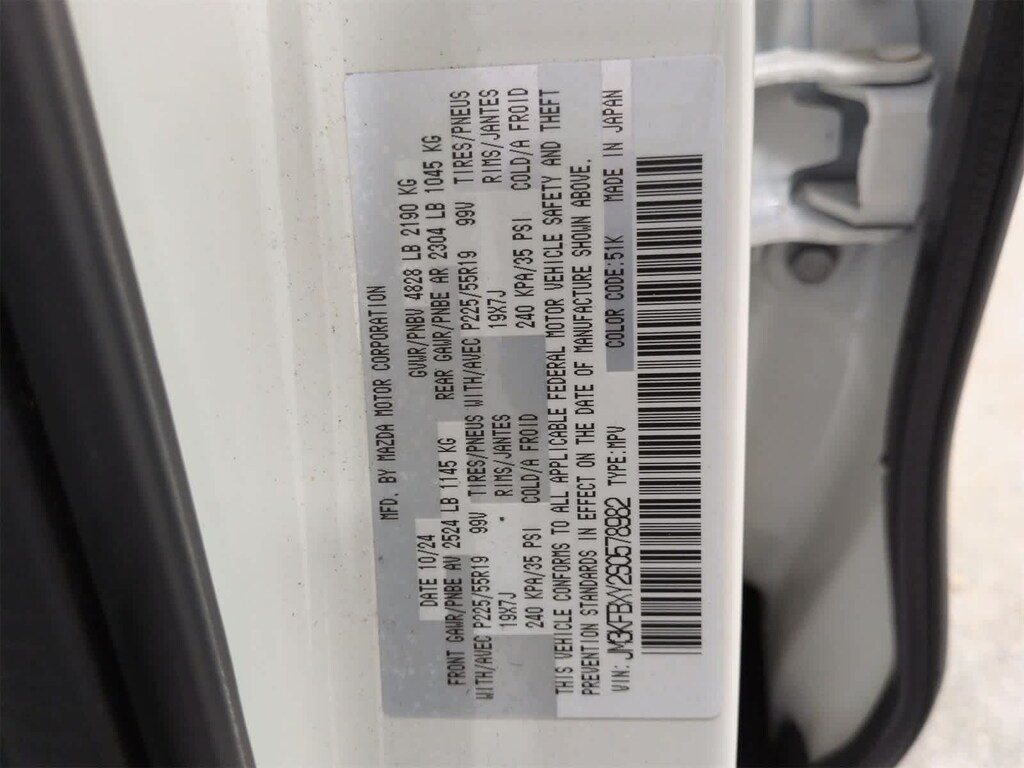 MFD. BY MAZDA MOTOR CORPORATION
DATE 10/24 GVWR/PNBV 4828 LB 2190 KG
FRONT GAWR/PNBE AV 2524 LB 1145 KG REAR GAWR/PNBE AR 2304 LB 1045 KG
WITH/AVEC P225/55R19 99V TIRES/PNEUS WITH/AVEC P225/55R19 99V TIRES/PNEUS
19X7J RIMS/JANTES 19X7J RIMS/JANTES
240 KPA/35 PSI COLD/A FROID 240 KPA/35 PSI COLD/A FROID
THIS VEHICLE CONFORMS TO ALL APPLICABLE FEDERAL MOTOR VEHICLE SAFETY AND THEFT
PREVENTION STANDARDS IN EFFECT ON THE DATE OF MANUFACTURE SHOWN ABOVE.
VIN: JM3KFBXY2S0578982 TYPE:MPV COLOR CODE:51K MADE IN JAPAN